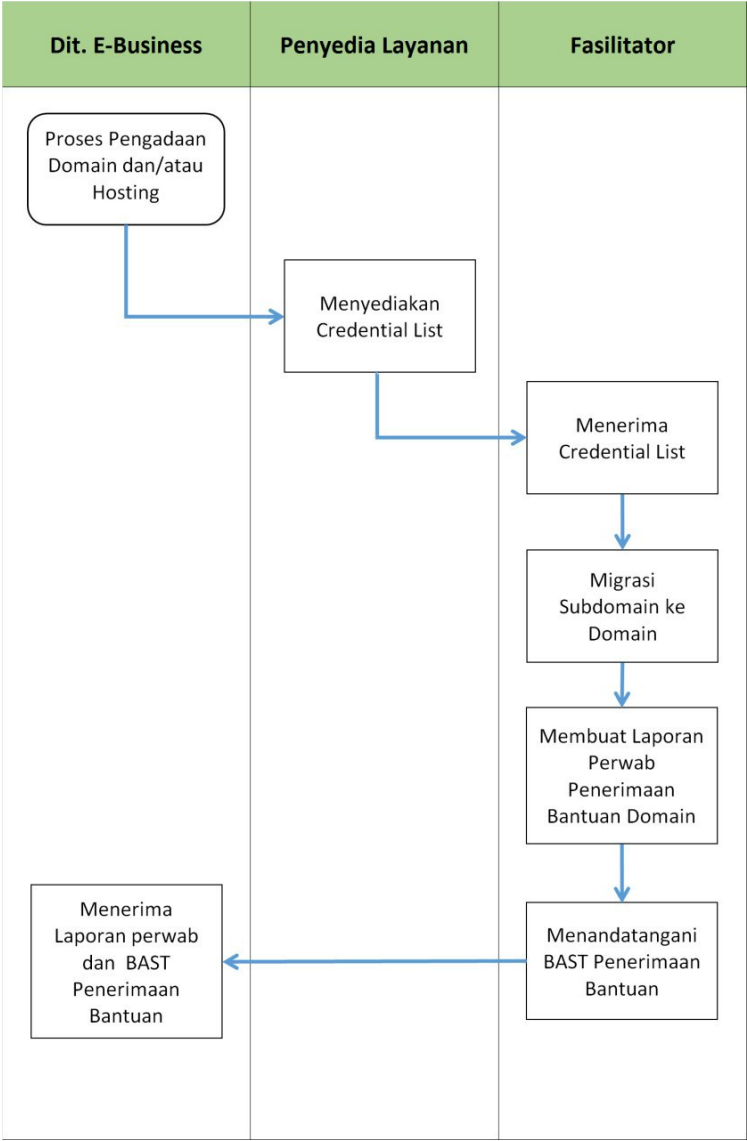 Dit. E-Business
Penyedia Layanan
Fasilitator
Proses Pengadaan
Domain dan/atau
Hosting
Menyediakan
Credential List
Menerima
Credential List
Migrasi
Subdomain ke
Domain
Membuat Laporan
Perwab
Penerimaan
Bantuan Domain
Menandatangani
BAST Penerimaan
Bantuan
Menerima
Laporan perwab
dan BAST
Penerimaan
Bantuan